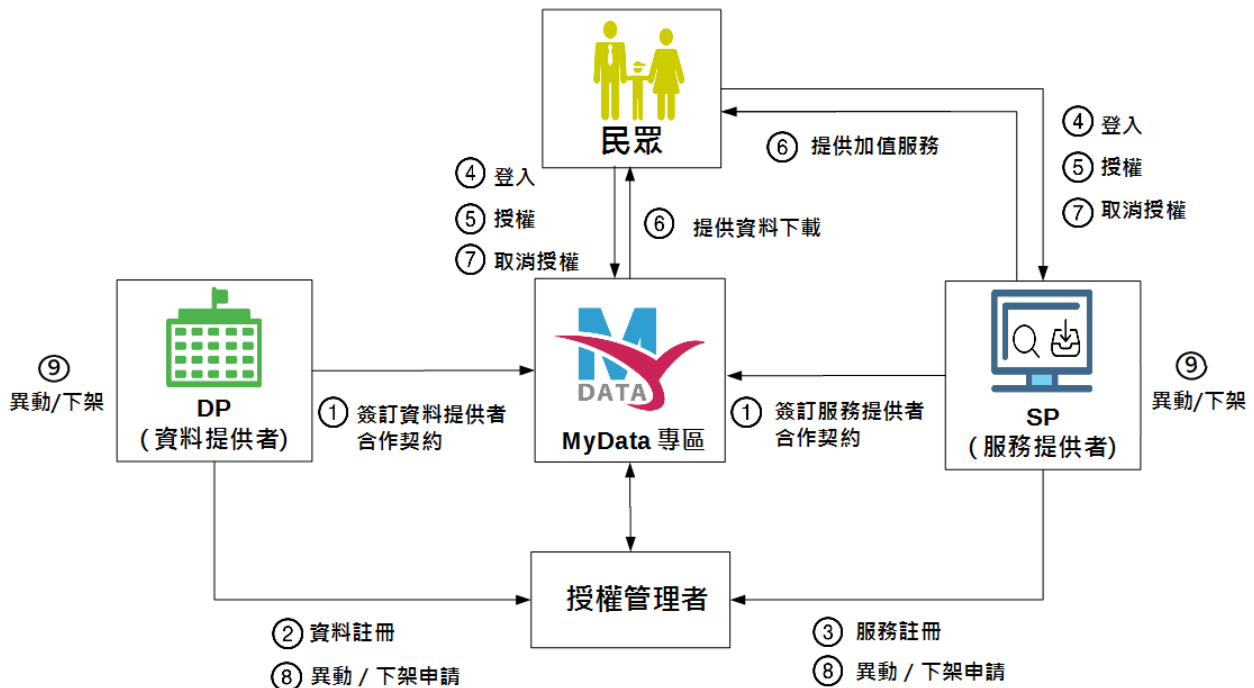 民眾
④ 登入
⑤ 授權
⑦ 取消授權
⑥ 提供資料下載
⑥ 提供加值服務
④ 登入
⑤ 授權
⑦ 取消授權
⑨
異動/下架
DP
(資料提供者)
① 簽訂資料提供者
合作契約
M
DATA
MyData 專區
① 簽訂服務提供者
合作契約
SP
(服務提供者)
⑨
異動/下架
授權管理者
② 資料註冊
⑧ 異動 / 下架申請
③ 服務註冊
⑧ 異動 / 下架申請